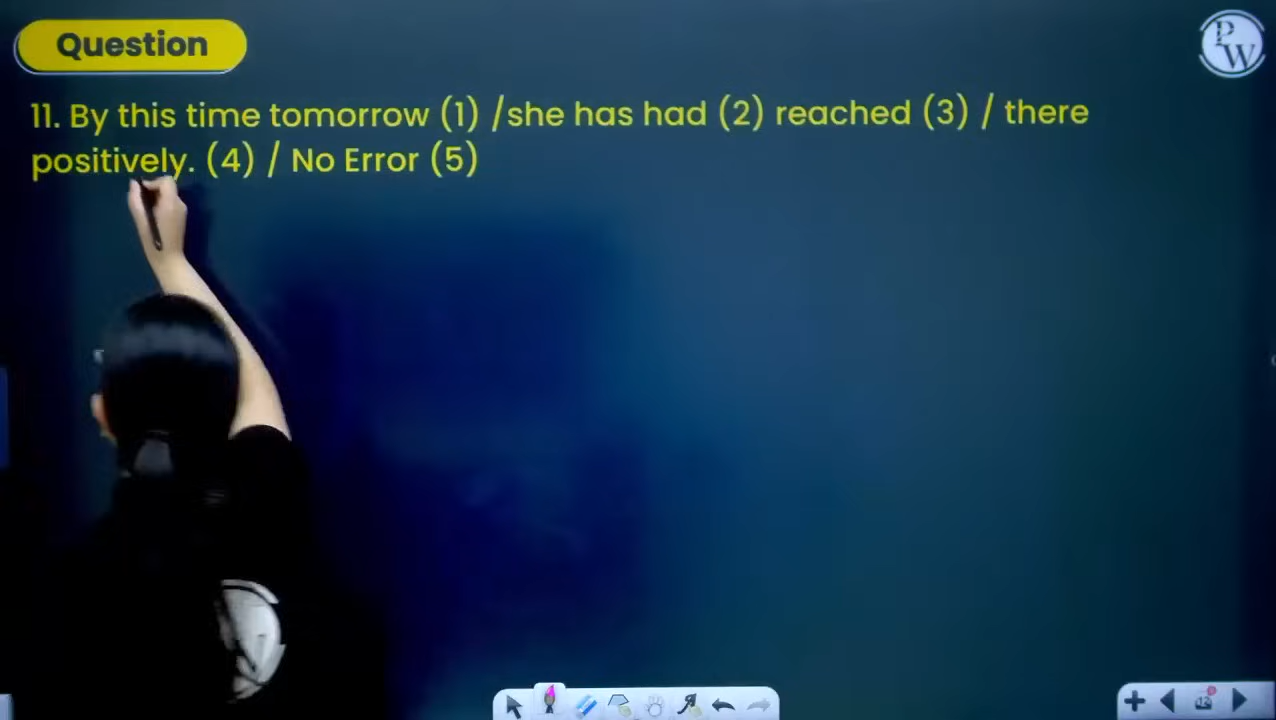 Question
PW
11. By this time tomorrow (1) /she has had (2) reached (3) / there
positively. (4) / No Error (5)